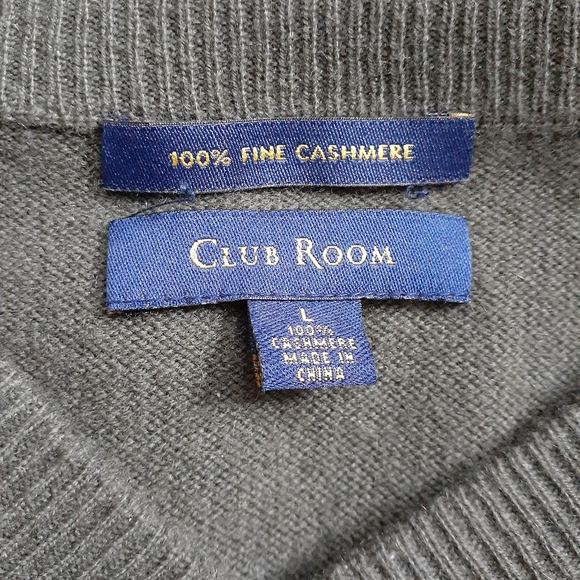 100% FINE CASHMERE
CLUB ROOM
L
100%
CASHMERE
MADE IN
CHINA